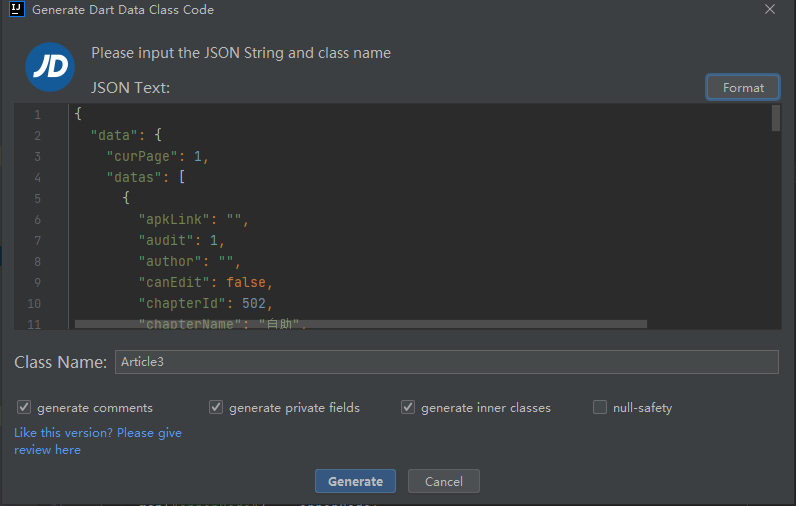 IJ Generate Dart Data Class Code
JD
Please input the JSON String and class name
JSON Text:
Format
1 {
2 "data": {
3 "curPage": 1,
4 "datas": [
5 {
6 "apkLink": "",
7 "audit": 1,
8 "author": "",
9 "canEdit": false,
10 "chapterId": 502,
11 "chapterName": "自助",
Class Name: Article3
generate comments generate private fields generate inner classes null-safety
Like this version? Please give
review here
Generate Cancel